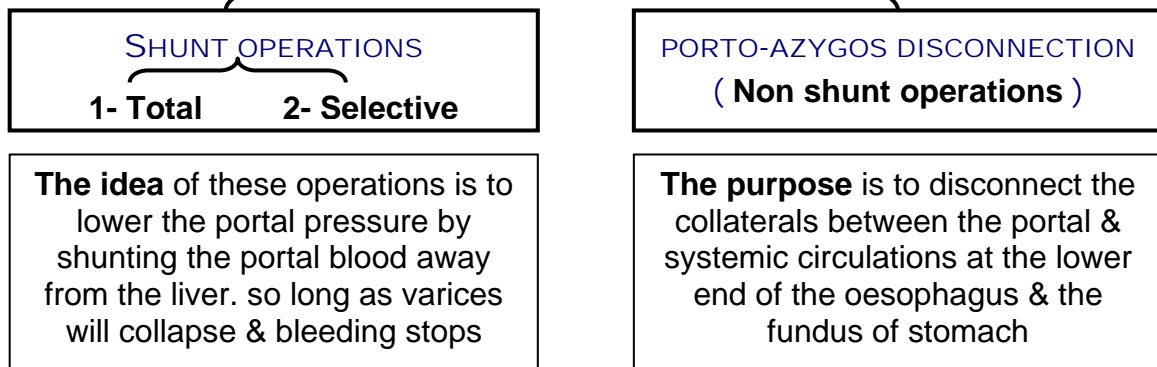 SHUNT OPERATIONS
1- Total 2- Selective
The idea of these operations is to
lower the portal pressure by
shunting the portal blood away
from the liver. so long as varices
will collapse & bleeding stops
PORTO-AZYGOS DISCONNECTION
( Non shunt operations )
The purpose is to disconnect the
collaterals between the portal &
systemic circulations at the lower
end of the oesophagus & the
fundus of stomach